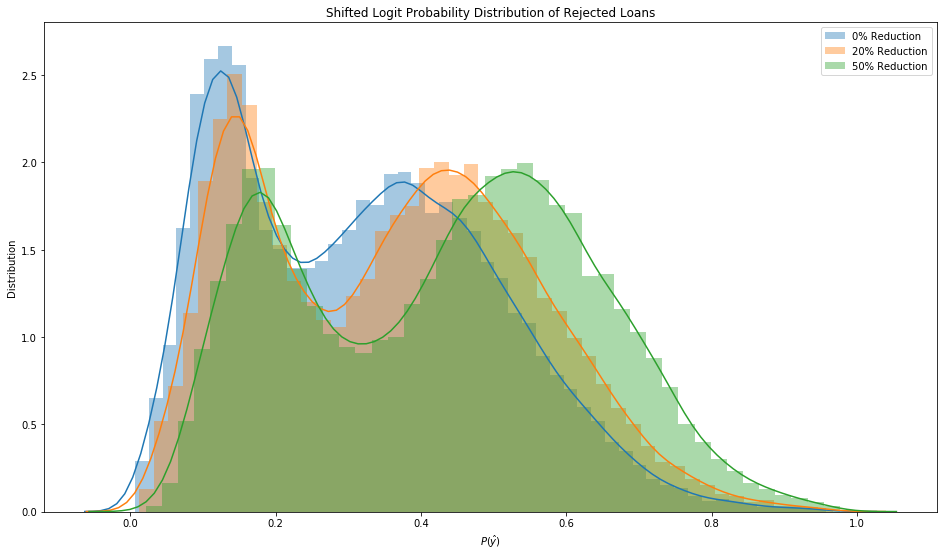 Shifted Logit Probability Distribution of Rejected Loans
0% Reduction
20% Reduction
50% Reduction
Distribution
2.5
2.0
1.5
1.0
0.5
0.0
0.0 0.2 0.4 0.6 0.8 1.0
P(ŷ)